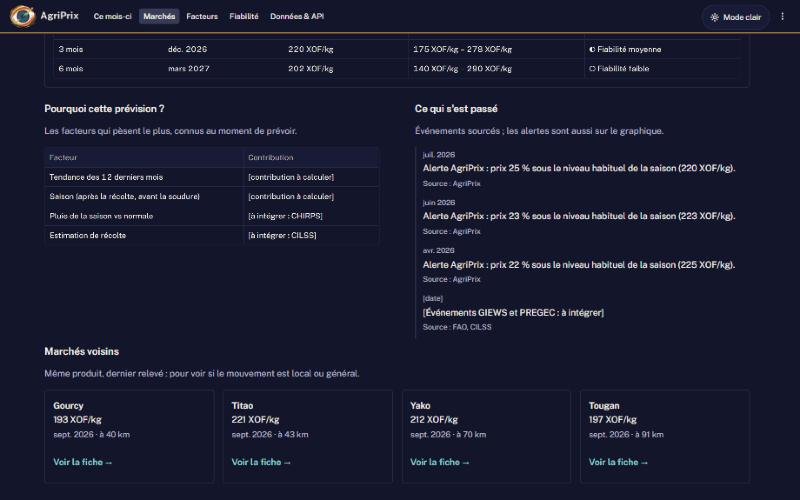 AgriPrix
Ce mois-ci
Marchés
Facteurs
Fiabilité
Données & API
Mode clair
3 mois déc. 2026 220 XOF/kg 175 XOF/kg – 278 XOF/kg Fiabilité moyenne
6 mois mars 2027 202 XOF/kg 140 XOF/kg – 290 XOF/kg Fiabilité faible
Pourquoi cette prévision ?
Les facteurs qui pèsent le plus, connus au moment de prévoir.
Facteur Contribution
Tendance des 12 derniers mois [contribution à calculer]
Saison (après la récolte, avant la soudure) [contribution à calculer]
Pluie de la saison vs normale [à intégrer : CHIRPS]
Estimation de récolte [à intégrer : CILSS]
Ce qui s'est passé
Événements sourcés ; les alertes sont aussi sur le graphique.
juil. 2026
Alerte AgriPrix : prix 25 % sous le niveau habituel de la saison (220 XOF/kg).
Source : AgriPrix
juin 2026
Alerte AgriPrix : prix 23 % sous le niveau habituel de la saison (223 XOF/kg).
Source : AgriPrix
avr. 2026
Alerte AgriPrix : prix 22 % sous le niveau habituel de la saison (225 XOF/kg).
Source : AgriPrix
[date]
[Événements GIEWS et PREGEC : à intégrer]
Source : FAO, CILSS
Marchés voisins
Même produit, dernier relevé : pour voir si le mouvement est local ou général.
Gourcy
193 XOF/kg
sept. 2026 · à 40 km
Voir la fiche →
Titao
221 XOF/kg
sept. 2026 · à 43 km
Voir la fiche →
Yako
212 XOF/kg
sept. 2026 · à 70 km
Voir la fiche →
Tougan
197 XOF/kg
sept. 2026 · à 91 km
Voir la fiche →